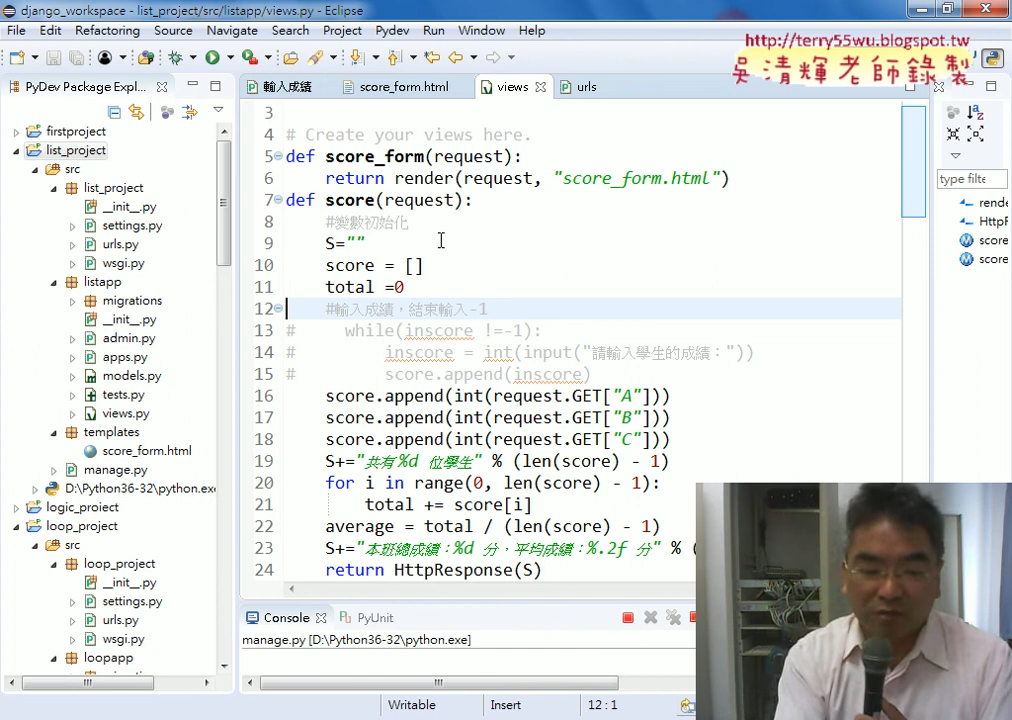 django_workspace - list_project/src/listapp/views.py - Eclipse
File Edit Refactoring Source Navigate Search Project Pydev Run Window Help
http://terry55wu.blogspot.tw
吳清輝老師錄製
PyDev Package Expl...
輸入成績
score_form.html
views
urls
firstproject
list_project
src
list_project
__init__.py
settings.py
urls.py
wsgi.py
listapp
migrations
__init__.py
admin.py
apps.py
models.py
tests.py
views.py
templates
score_form.html
manage.py
D:\Python36-32\python.exe
logic_project
loop_project
src
loop_project
__init__.py
settings.py
urls.py
wsgi.py
loopapp
3
4 # Create your views here.
5 def score_form(request):
6 return render(request, "score_form.html")
7 def score(request):
8 #變數初始化
9 S=""
10 score = []
11 total =0
12 #輸入成績，結束輸入-1
13 # while(inscore !=-1):
14 # inscore = int(input("請輸入學生的成績："))
15 # score.append(inscore)
16 score.append(int(request.GET["A"]))
17 score.append(int(request.GET["B"]))
18 score.append(int(request.GET["C"]))
19 S+="共有%d 位學生" % (len(score) - 1)
20 for i in range(0, len(score) - 1):
21 total += score[i]
22 average = total / (len(score) - 1)
23 S+="本班總成績：%d 分，平均成績：%.2f 分" % (
24 return HttpResponse(S)
type filte
rende
HttpR
score
score
Console
PyUnit
manage.py [D:\Python36-32\python.exe]
Writable
Insert
12 : 1